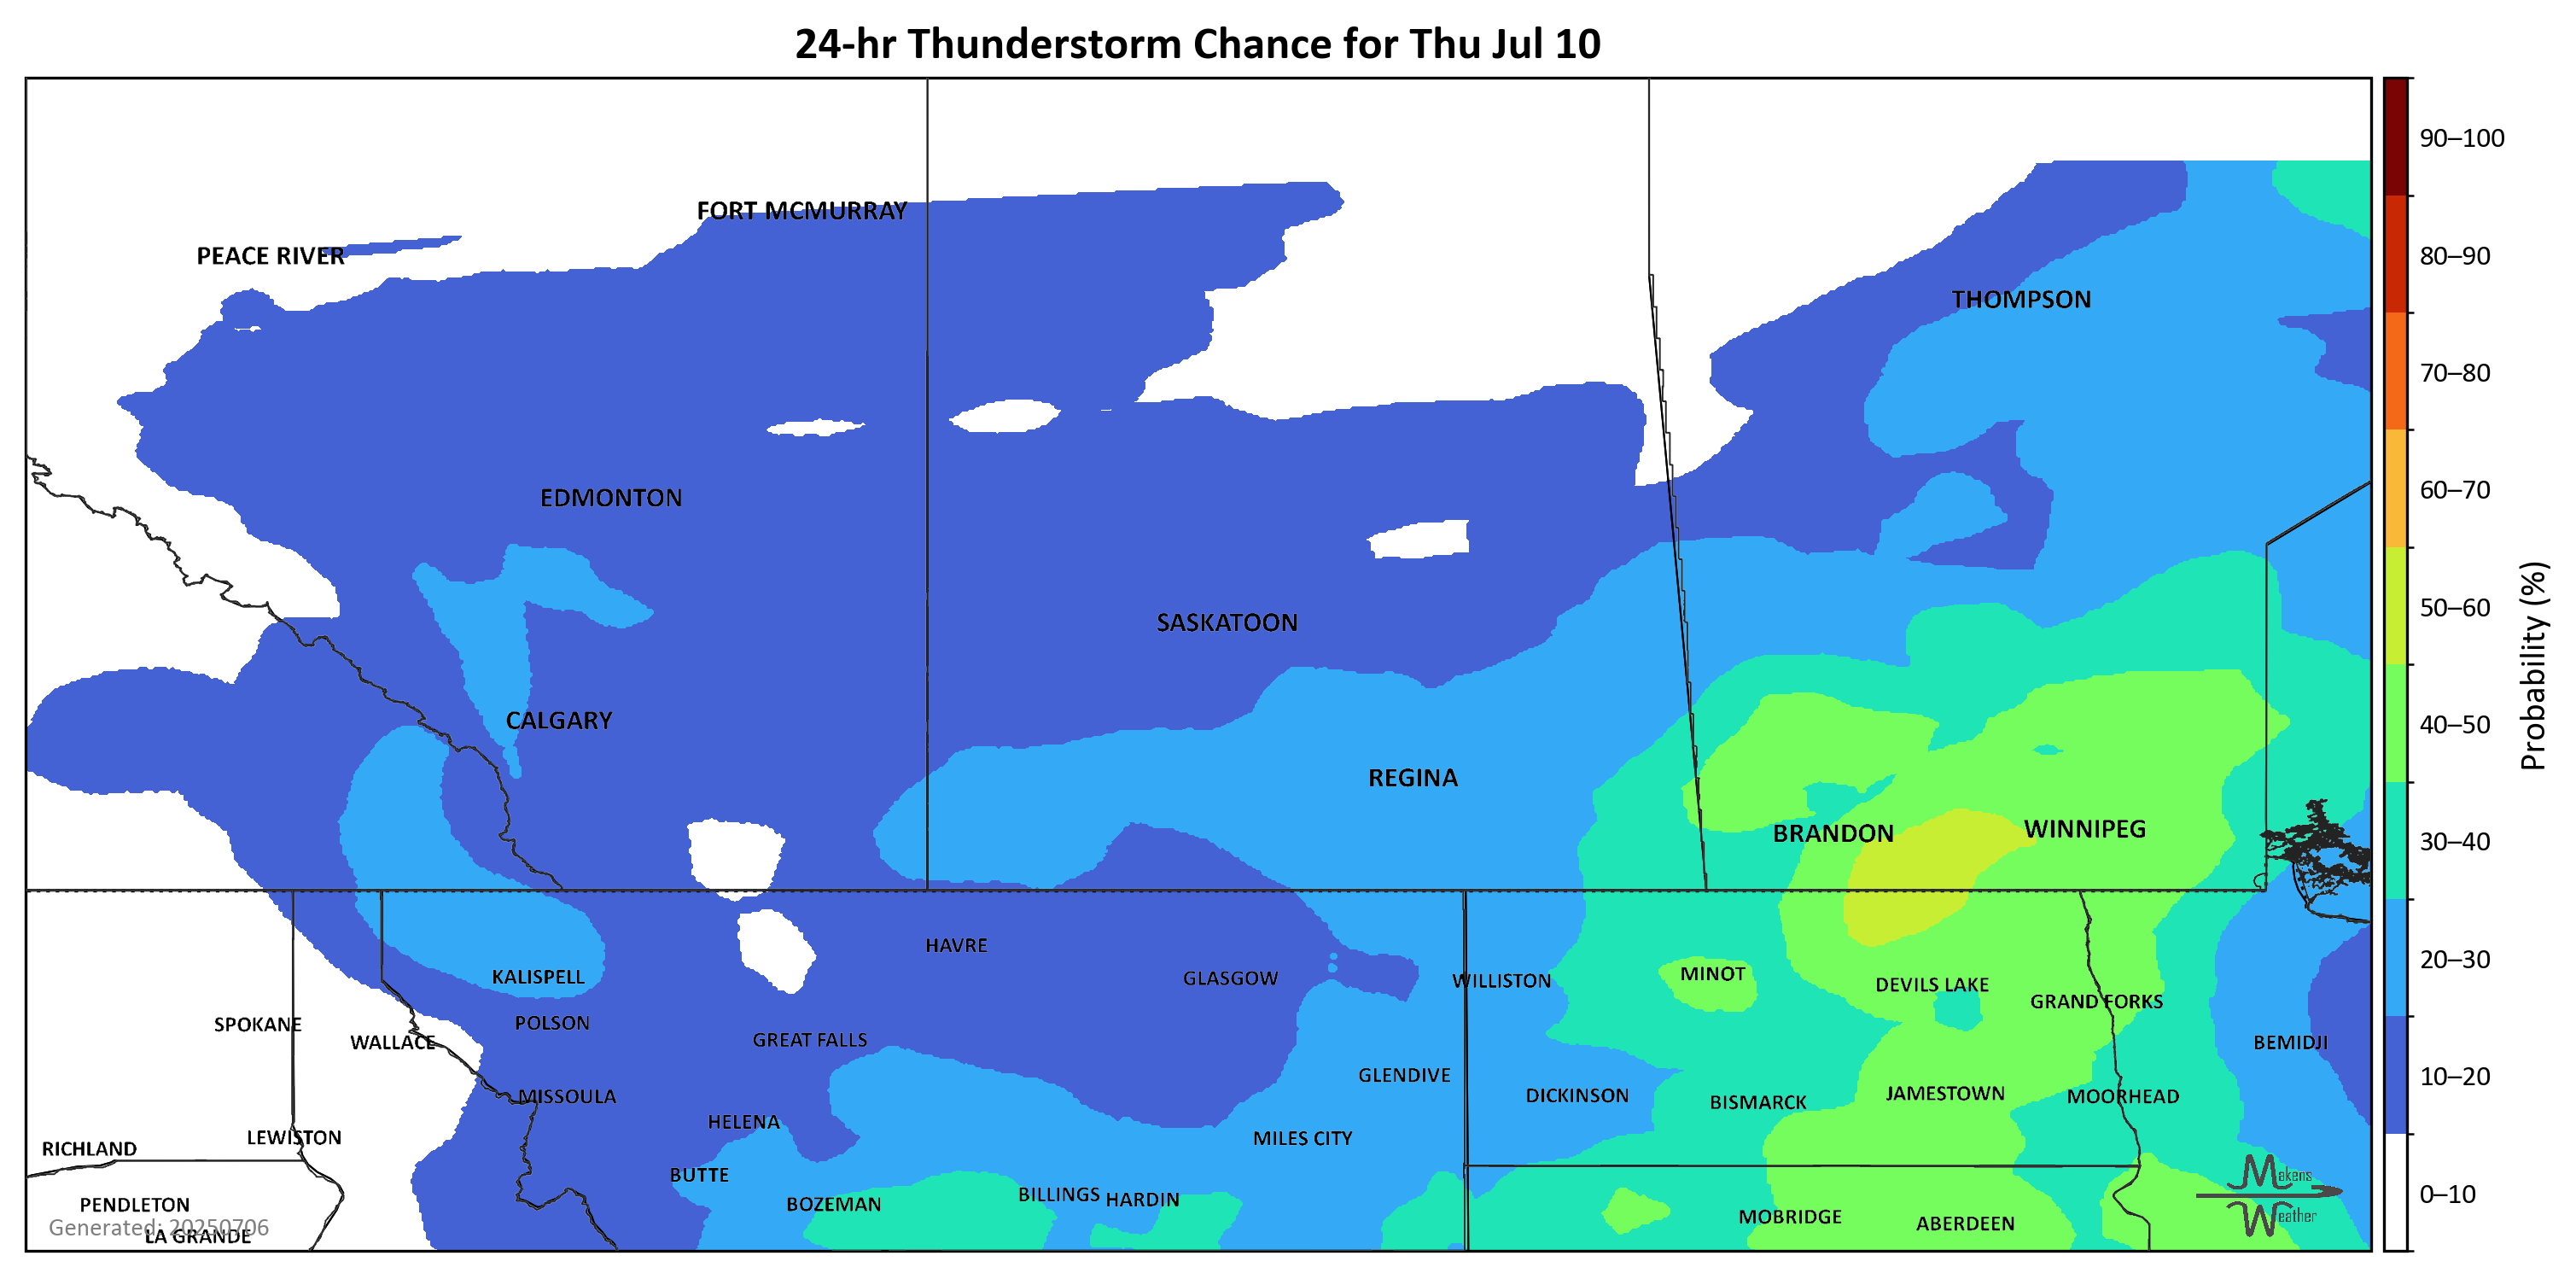 24-hr Thunderstorm Chance for Thu Jul 10
90–100
FORT MCMURRAY
PEACE RIVER
80–90
THOMPSON
70–80
60–70
EDMONTON
50–60
SASKATOON
CALGARY
40–50
Probability (%)
REGINA
BRANDON
WINNIPEG
30–40
HAVRE
20–30
KALISPELL
GLASGOW
WILLISTON
MINOT
DEVILS LAKE
GRAND FORKS
SPOKANE
POLSON
WALLACE
GREAT FALLS
BEMIDJI
10–20
GLENDIVE
MISSOULA
DICKINSON
BISMARCK
JAMESTOWN
MOORHEAD
HELENA
LEWISTON
MILES CITY
RICHLAND
BUTTE
Makens
BILLINGS
HARDIN
0–10
PENDLETON
BOZEMAN
MOBRIDGE
ABERDEEN
Weather
Generated: 20250706
LA GRANDE